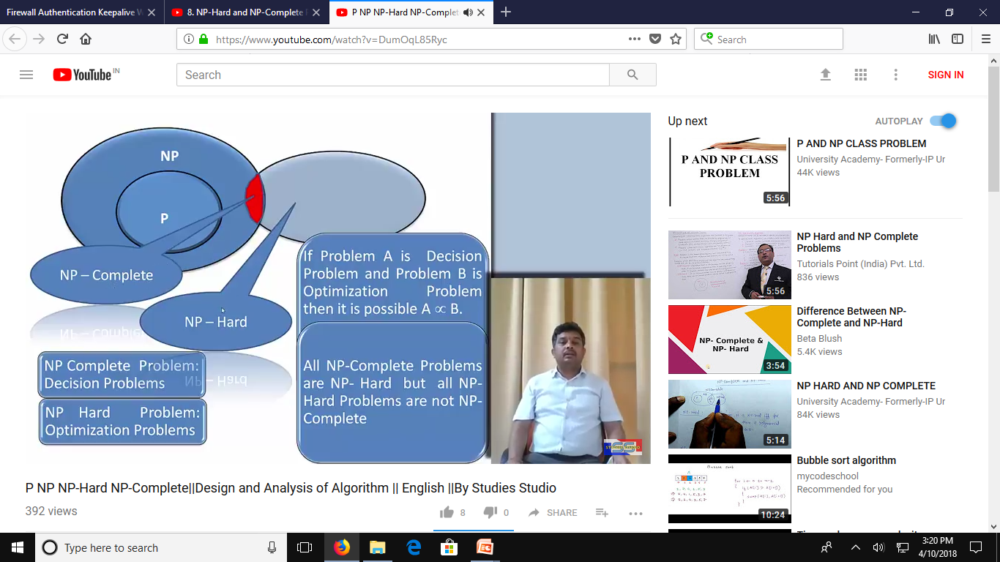 Firewall Authentication Keepalive W
8. NP-Hard and NP-Complete
P NP NP-Hard NP-Complet
https://www.youtube.com/watch?v=DumOqL85Ryc
Search
YouTube IN
Search
SIGN IN
NP
P
NP – Complete
NP – Hard
NP Complete Problem:
Decision Problems
NP Hard Problem:
Optimization Problems
If Problem A is Decision
Problem and Problem B is
Optimization Problem
then it is possible A ∝ B.
All NP-Complete Problems
are NP- Hard but all NP-
Hard Problems are not NP-
Complete
P NP NP-Hard NP-Complete||Design and Analysis of Algorithm || English ||By Studies Studio
392 views
8
0
SHARE
Up next
AUTOPLAY
P AND NP CLASS
PROBLEM
5:56
P AND NP CLASS PROBLEM
University Academy- Formerly-IP Ur
44K views
5:56
NP Hard and NP Complete
Problems
Tutorials Point (India) Pvt. Ltd.
836 views
NP- Complete &
NP- Hard
3:54
Difference Between NP-
Complete and NP-Hard
Beta Blush
5.4K views
5:14
NP HARD AND NP COMPLETE
University Academy- Formerly-IP Ur
84K views
Bubble sort
10:24
Bubble sort algorithm
mycodeschool
Recommended for you
Type here to search
3:20 PM
4/10/2018